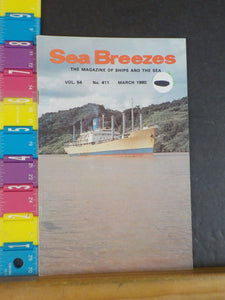 Sea Breezes
THE MAGAZINE OF SHIPS AND THE SEA
VOL. 54 No. 411 MARCH 1980